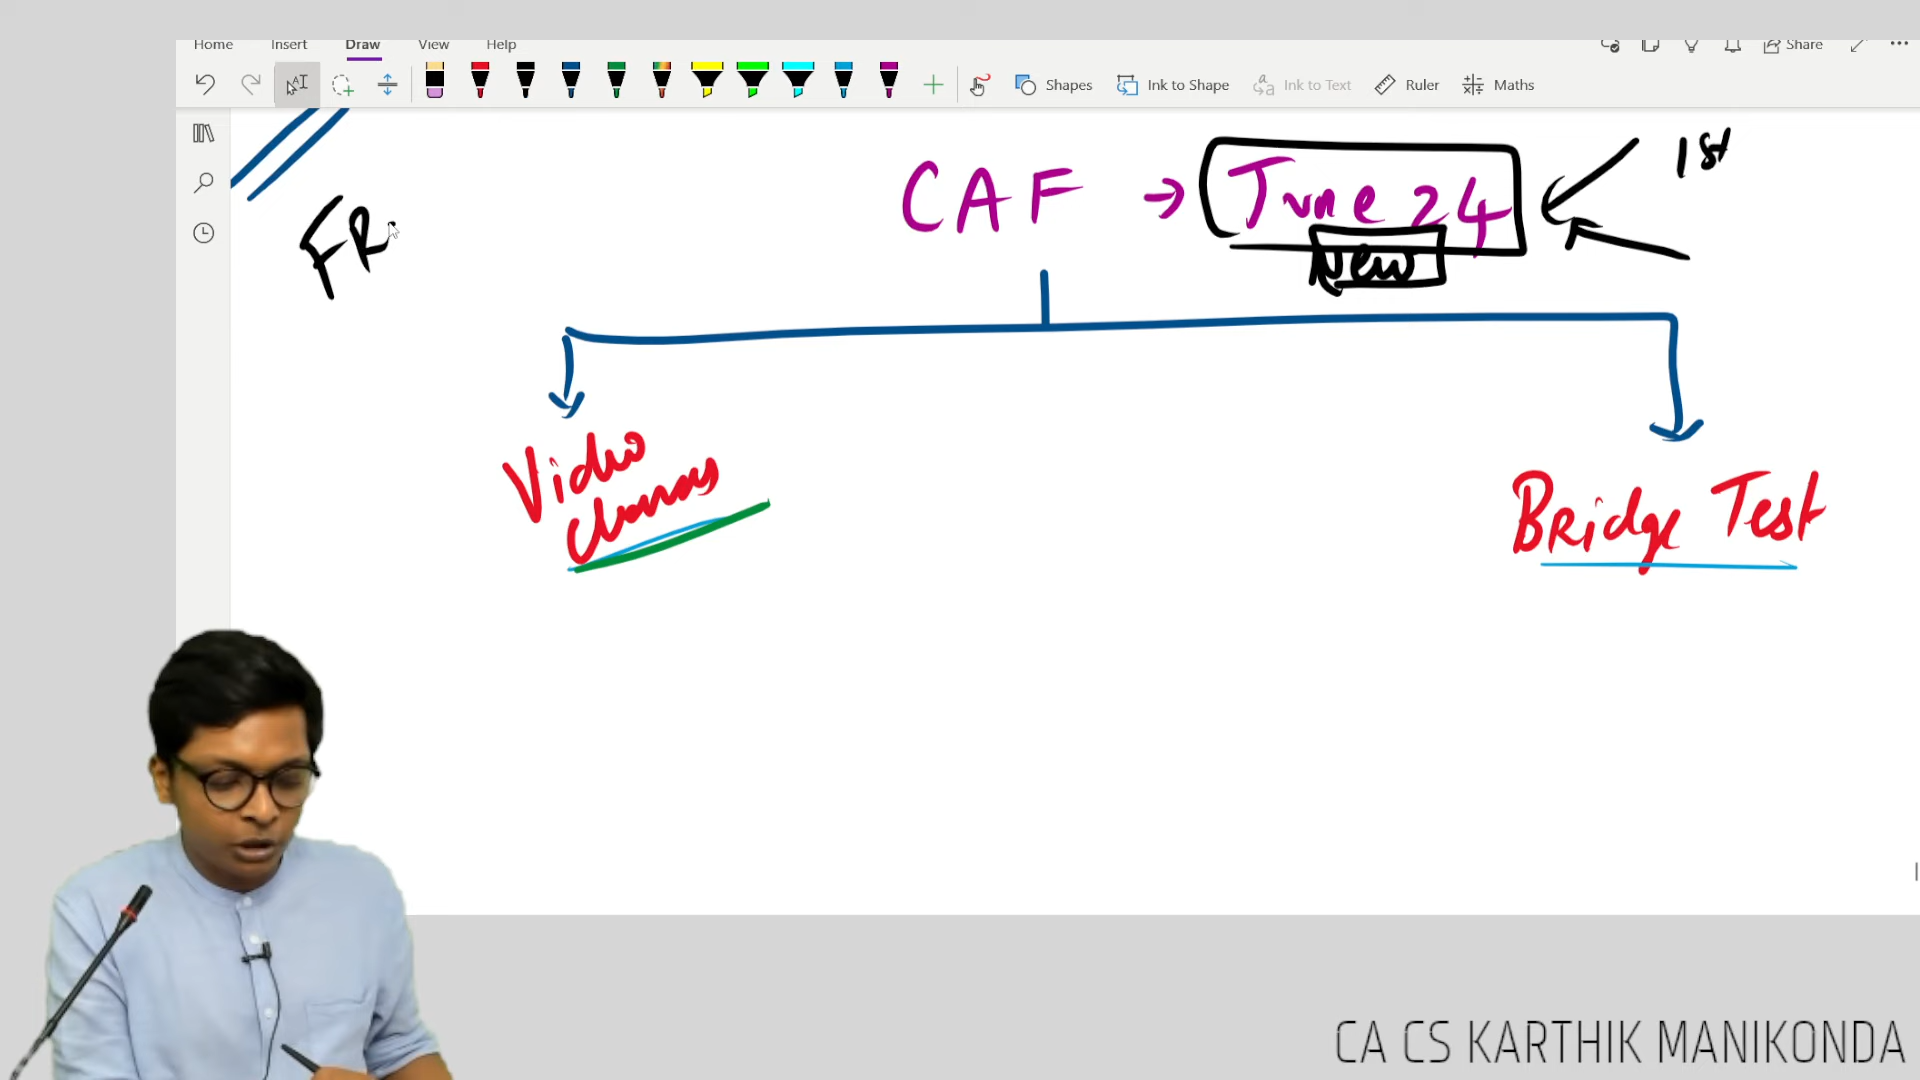 Home Insert Draw View Help Share
Shapes Ink to Shape Ink to Text Ruler Maths
CAF → June 24
1st
New
FR
Video
classes
Bridge Test
CA CS KARTHIK MANIKONDA